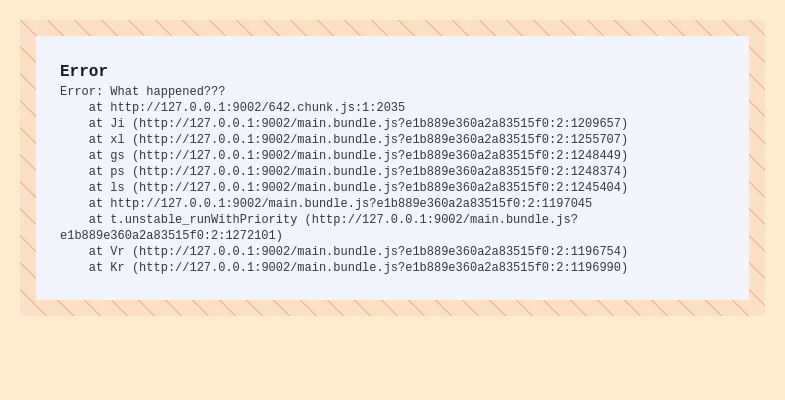 Error
Error: What happened???
    at http://127.0.0.1:9002/642.chunk.js:1:2035
    at Ji (http://127.0.0.1:9002/main.bundle.js?e1b889e360a2a83515f0:2:1209657)
    at xl (http://127.0.0.1:9002/main.bundle.js?e1b889e360a2a83515f0:2:1255707)
    at gs (http://127.0.0.1:9002/main.bundle.js?e1b889e360a2a83515f0:2:1248449)
    at ps (http://127.0.0.1:9002/main.bundle.js?e1b889e360a2a83515f0:2:1248374)
    at ls (http://127.0.0.1:9002/main.bundle.js?e1b889e360a2a83515f0:2:1245404)
    at http://127.0.0.1:9002/main.bundle.js?e1b889e360a2a83515f0:2:1197045
    at t.unstable_runWithPriority (http://127.0.0.1:9002/main.bundle.js?
e1b889e360a2a83515f0:2:1272101)
    at Vr (http://127.0.0.1:9002/main.bundle.js?e1b889e360a2a83515f0:2:1196754)
    at Kr (http://127.0.0.1:9002/main.bundle.js?e1b889e360a2a83515f0:2:1196990)